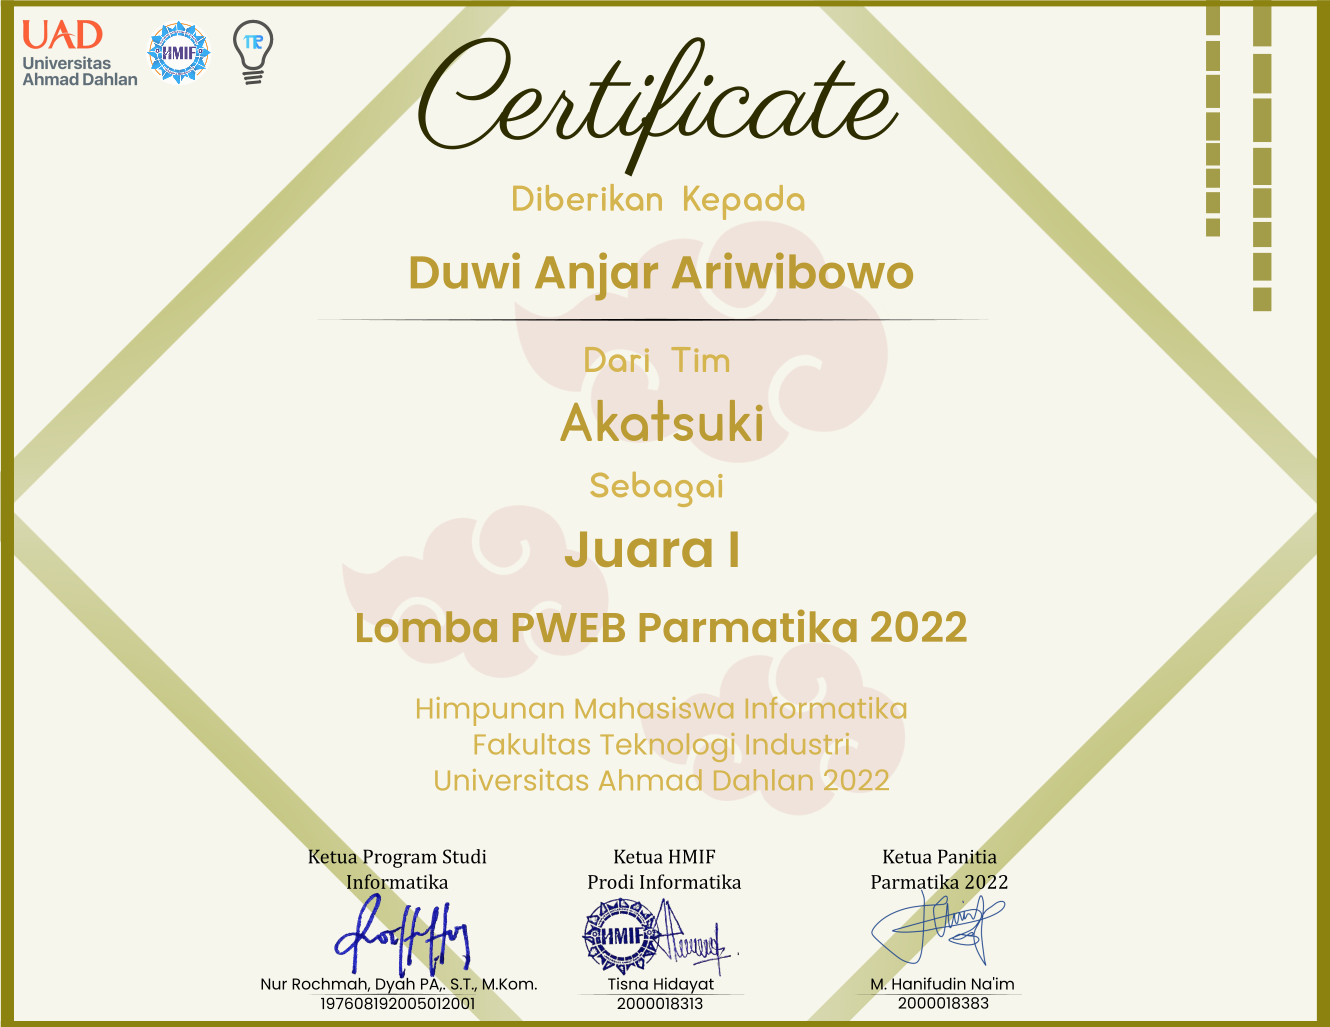 UAD
Universitas
Ahmad Dahlan
HMIF
TR
Certificate
Diberikan Kepada
Duwi Anjar Ariwibowo
Dari Tim
Akatsuki
Sebagai
Juara I
Lomba PWEB Parmatika 2022
Himpunan Mahasiswa Informatika
Fakultas Teknologi Industri
Universitas Ahmad Dahlan 2022
Ketua Program Studi
Informatika
Nur Rochmah, Dyah PA,. S.T., M.Kom.
197608192005012001
Ketua HMIF
Prodi Informatika
HMIF
Tisna Hidayat
2000018313
Ketua Panitia
Parmatika 2022
M. Hanifudin Na'im
2000018383